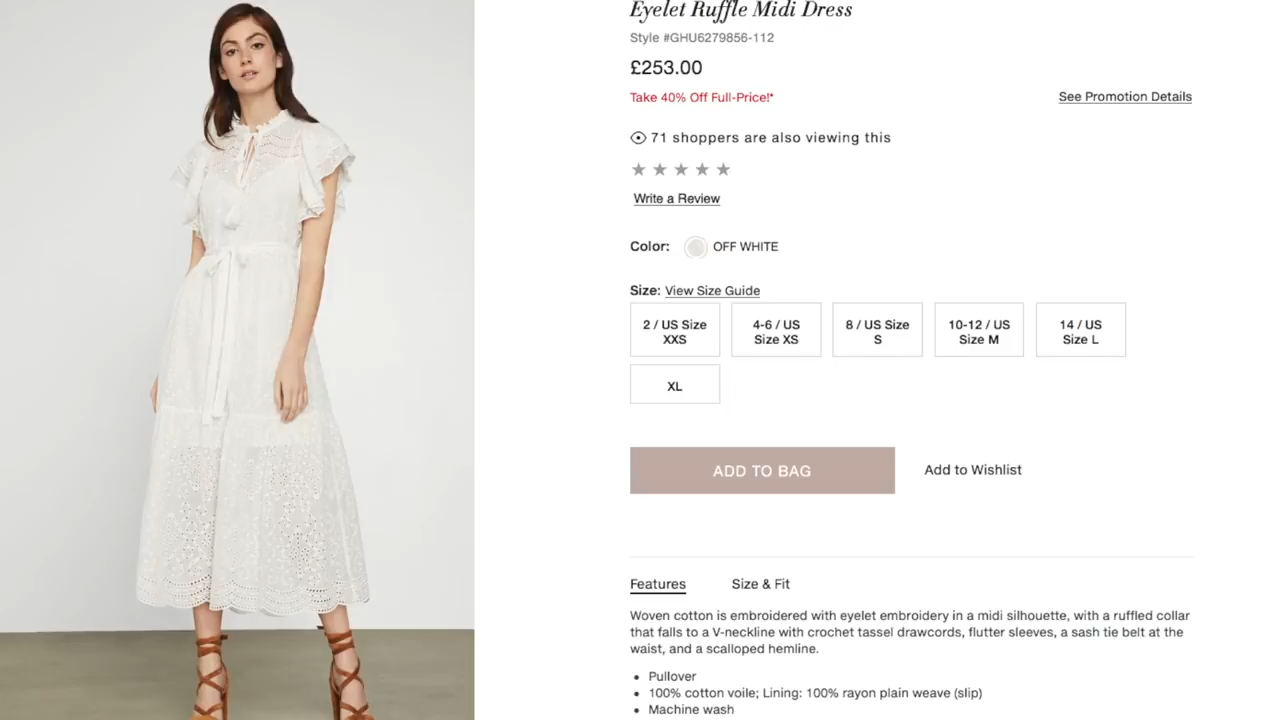 Eyelet Ruffle Midi Dress
Style #GHU6279856-112
£253.00
Take 40% Off Full-Price!*
See Promotion Details
71 shoppers are also viewing this
Write a Review
Color:
OFF WHITE
Size: View Size Guide
2 / US Size
XXS
4-6 / US
Size XS
8 / US Size
S
10-12 / US
Size M
14 / US
Size L
XL
ADD TO BAG
Add to Wishlist
Features
Size & Fit
Woven cotton is embroidered with eyelet embroidery in a midi silhouette, with a ruffled collar
that falls to a V-neckline with crochet tassel drawcords, flutter sleeves, a sash tie belt at the
waist, and a scalloped hemline.
• Pullover
• 100% cotton voile; Lining: 100% rayon plain weave (slip)
• Machine wash